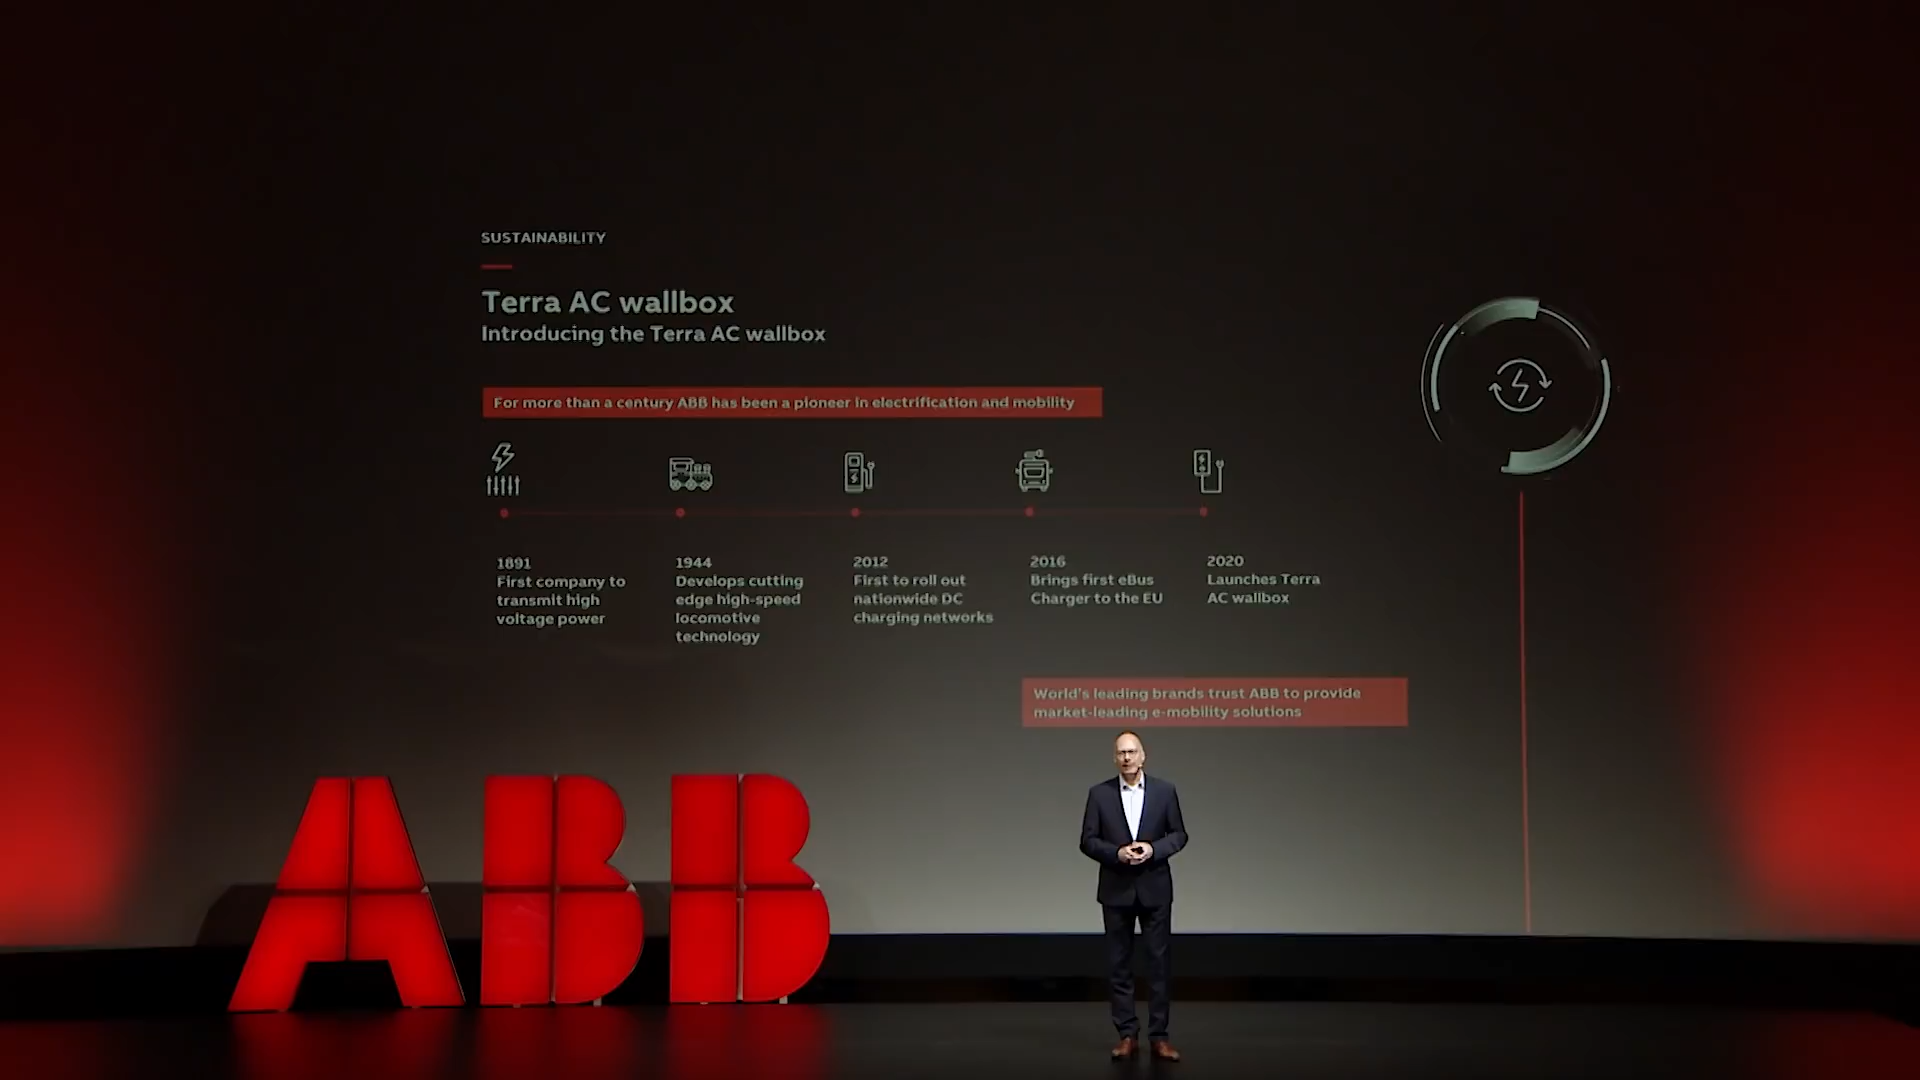 SUSTAINABILITY
Terra AC wallbox
Introducing the Terra AC wallbox
For more than a century ABB has been a pioneer in electrification and mobility
1891
First company to
transmit high
voltage power
1944
Develops cutting
edge high-speed
locomotive
technology
2012
First to roll out
nationwide DC
charging networks
2016
Brings first eBus
Charger to the EU
2020
Launches Terra
AC wallbox
World's leading brands trust ABB to provide
market-leading e-mobility solutions
ABB